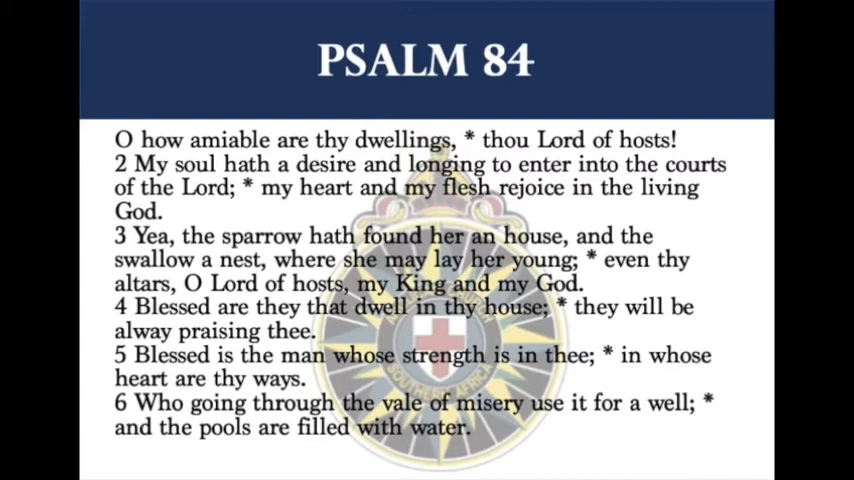 PSALM 84
O how amiable are thy dwellings, * thou Lord of hosts!
2 My soul hath a desire and longing to enter into the courts
of the Lord; * my heart and my flesh rejoice in the living
God.
3 Yea, the sparrow hath found her an house, and the
swallow a nest, where she may lay her young; * even thy
altars, O Lord of hosts, my King and my God.
4 Blessed are they that dwell in thy house; * they will be
alway praising thee.
5 Blessed is the man whose strength is in thee; * in whose
heart are thy ways.
6 Who going through the vale of misery use it for a well; *
and the pools are filled with water.